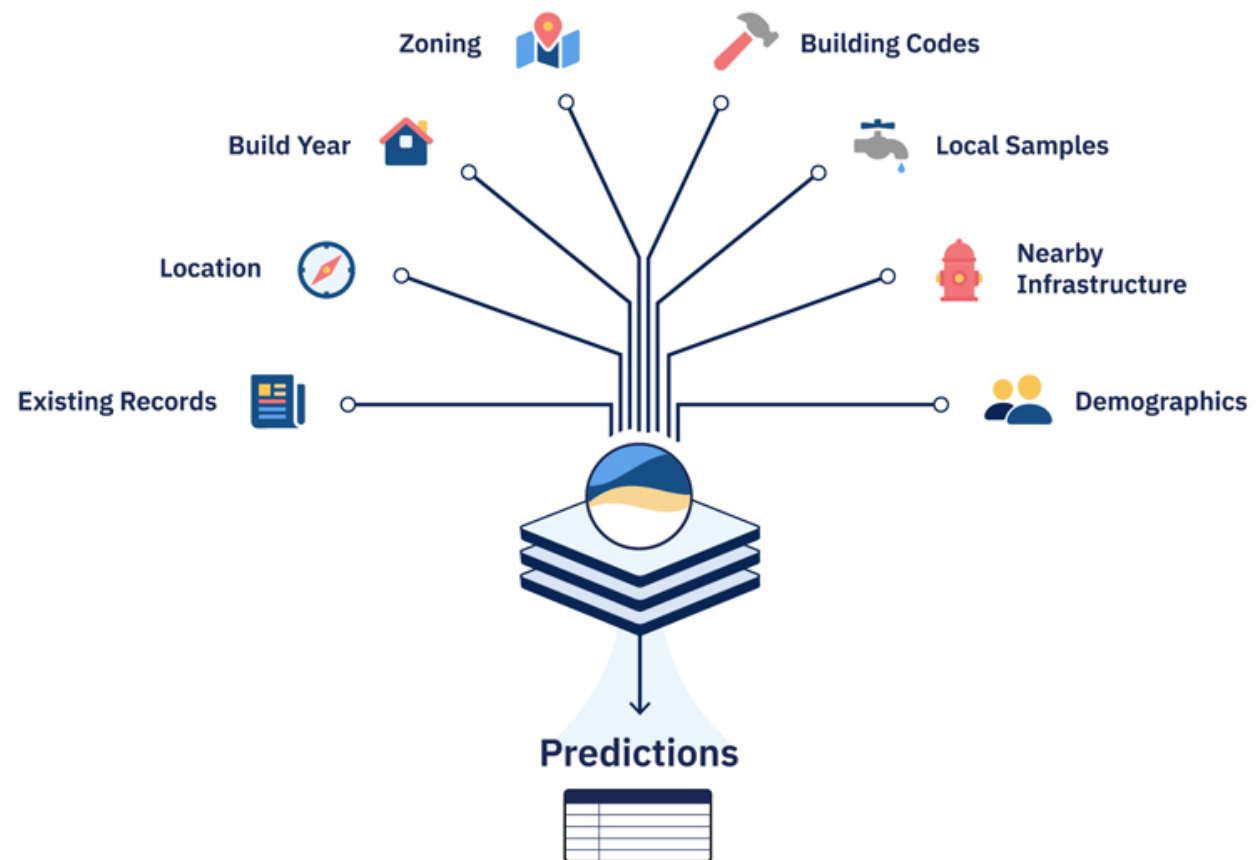 Zoning
Building Codes
Build Year
Local Samples
Location
Nearby
Infrastructure
Existing Records
Demographics
Predictions